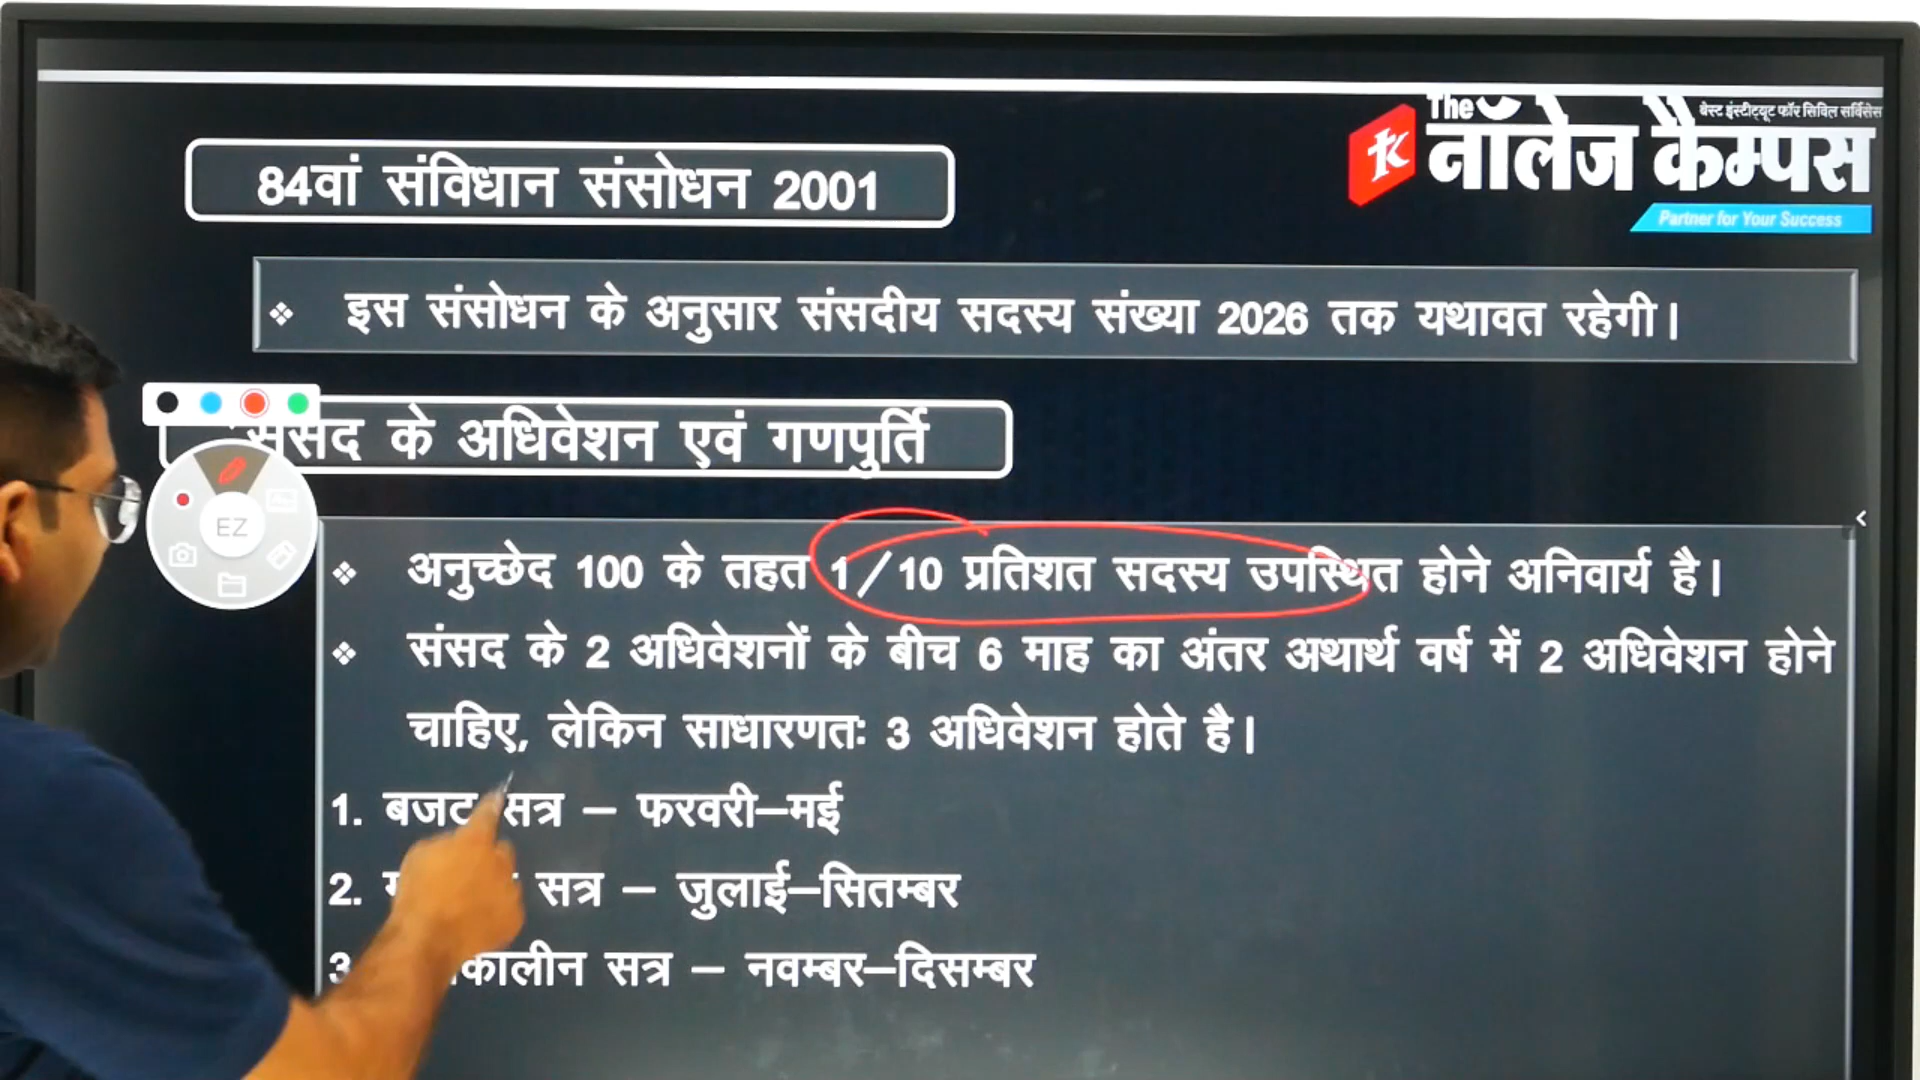 The नॉलेज कैम्पस
बेस्ट इंस्टीट्यूट फॉर सिविल सर्विसेस
Partner for Your Success
84वां संविधान संसोधन 2001
❖ इस संसोधन के अनुसार संसदीय सदस्य संख्या 2026 तक यथावत रहेगी।
संसद के अधिवेशन एवं गणपुर्ति
EZ
❖ अनुच्छेद 100 के तहत 1/10 प्रतिशत सदस्य उपस्थित होने अनिवार्य है।
❖ संसद के 2 अधिवेशनों के बीच 6 माह का अंतर अथार्थ वर्ष में 2 अधिवेशन होने
चाहिए, लेकिन साधारणतः 3 अधिवेशन होते है।
1. बजट सत्र – फरवरी–मई
2. सत्र – जुलाई–सितम्बर
3 कालीन सत्र – नवम्बर–दिसम्बर